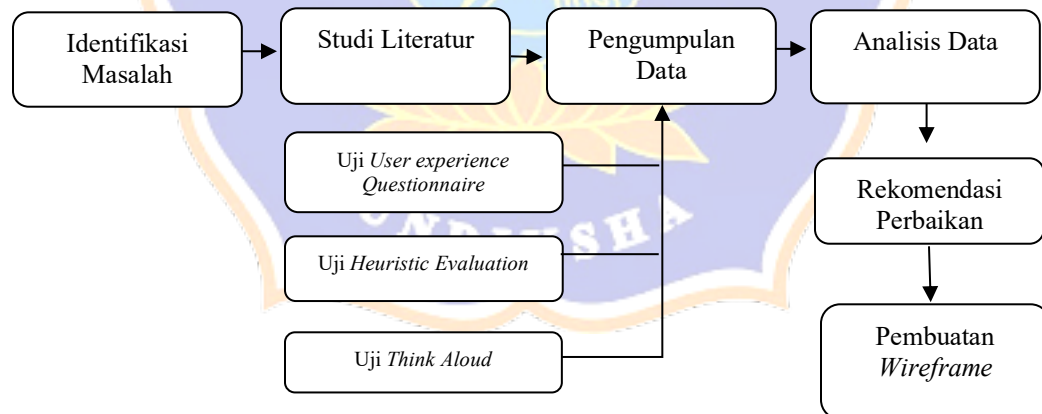 Identifikasi
Masalah
Studi Literatur
Pengumpulan
Data
Analisis Data
Uji User experience
Questionnaire
Uji Heuristic Evaluation
Uji Think Aloud
Rekomendasi
Perbaikan
Pembuatan
Wireframe
UNDIKSHA